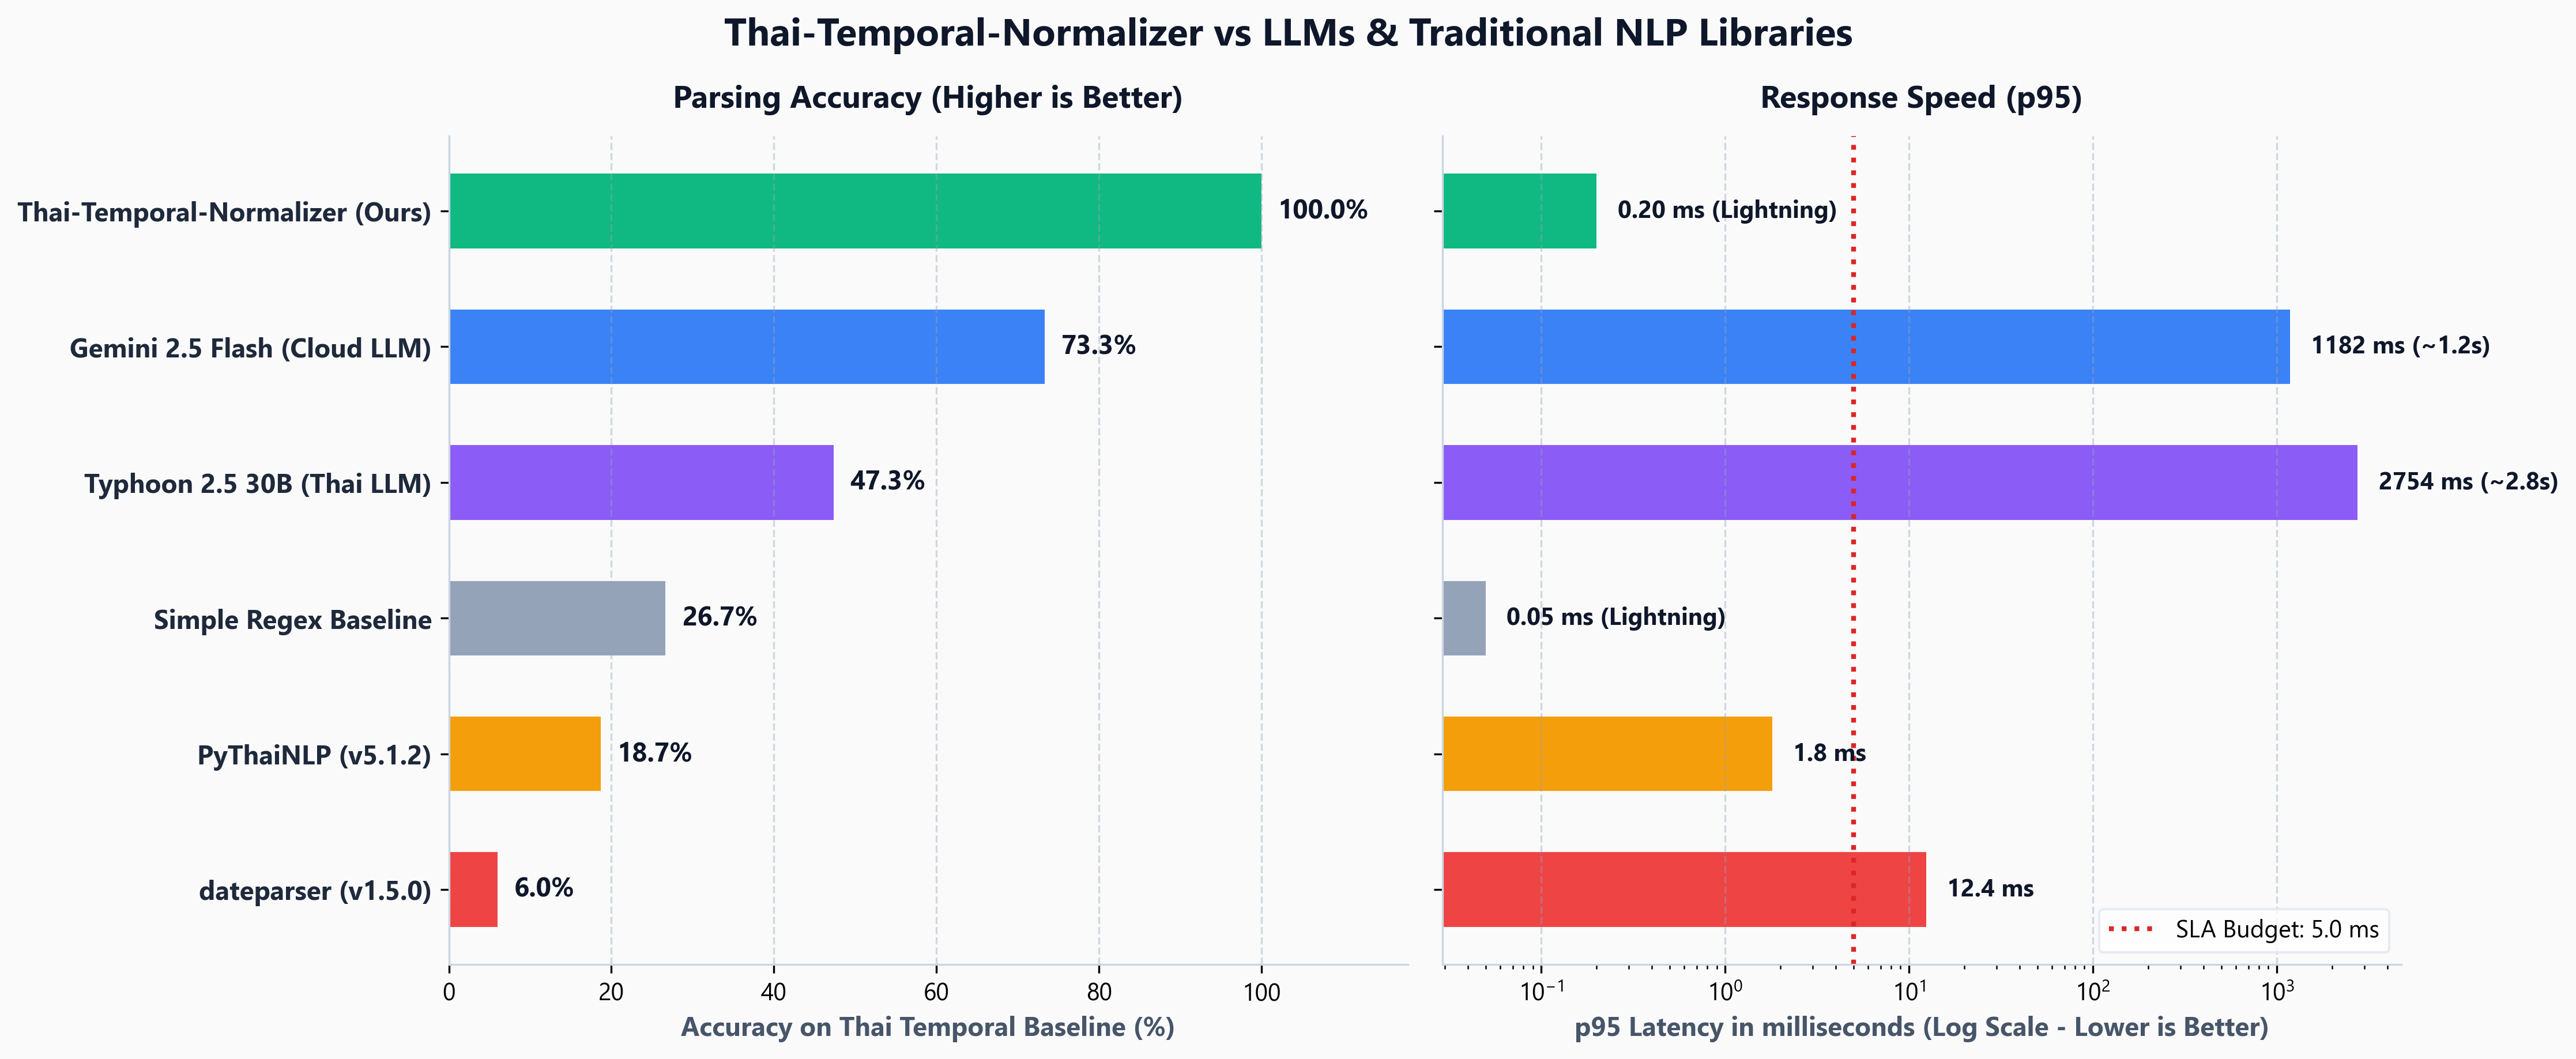 Thai-Temporal-Normalizer vs LLMs & Traditional NLP Libraries
Parsing Accuracy (Higher is Better)
Thai-Temporal-Normalizer (Ours)
100.0%
Gemini 2.5 Flash (Cloud LLM)
73.3%
Typhoon 2.5 30B (Thai LLM)
47.3%
Simple Regex Baseline
26.7%
PyThaiNLP (v5.1.2)
18.7%
dateparser (v1.5.0)
6.0%
0 20 40 60 80 100
Accuracy on Thai Temporal Baseline (%)
Response Speed (p95)
0.20 ms (Lightning)
1182 ms (~1.2s)
2754 ms (~2.8s)
0.05 ms (Lightning)
1.8 ms
12.4 ms
SLA Budget: 5.0 ms
10⁻¹ 10⁰ 10¹ 10² 10³
p95 Latency in milliseconds (Log Scale - Lower is Better)